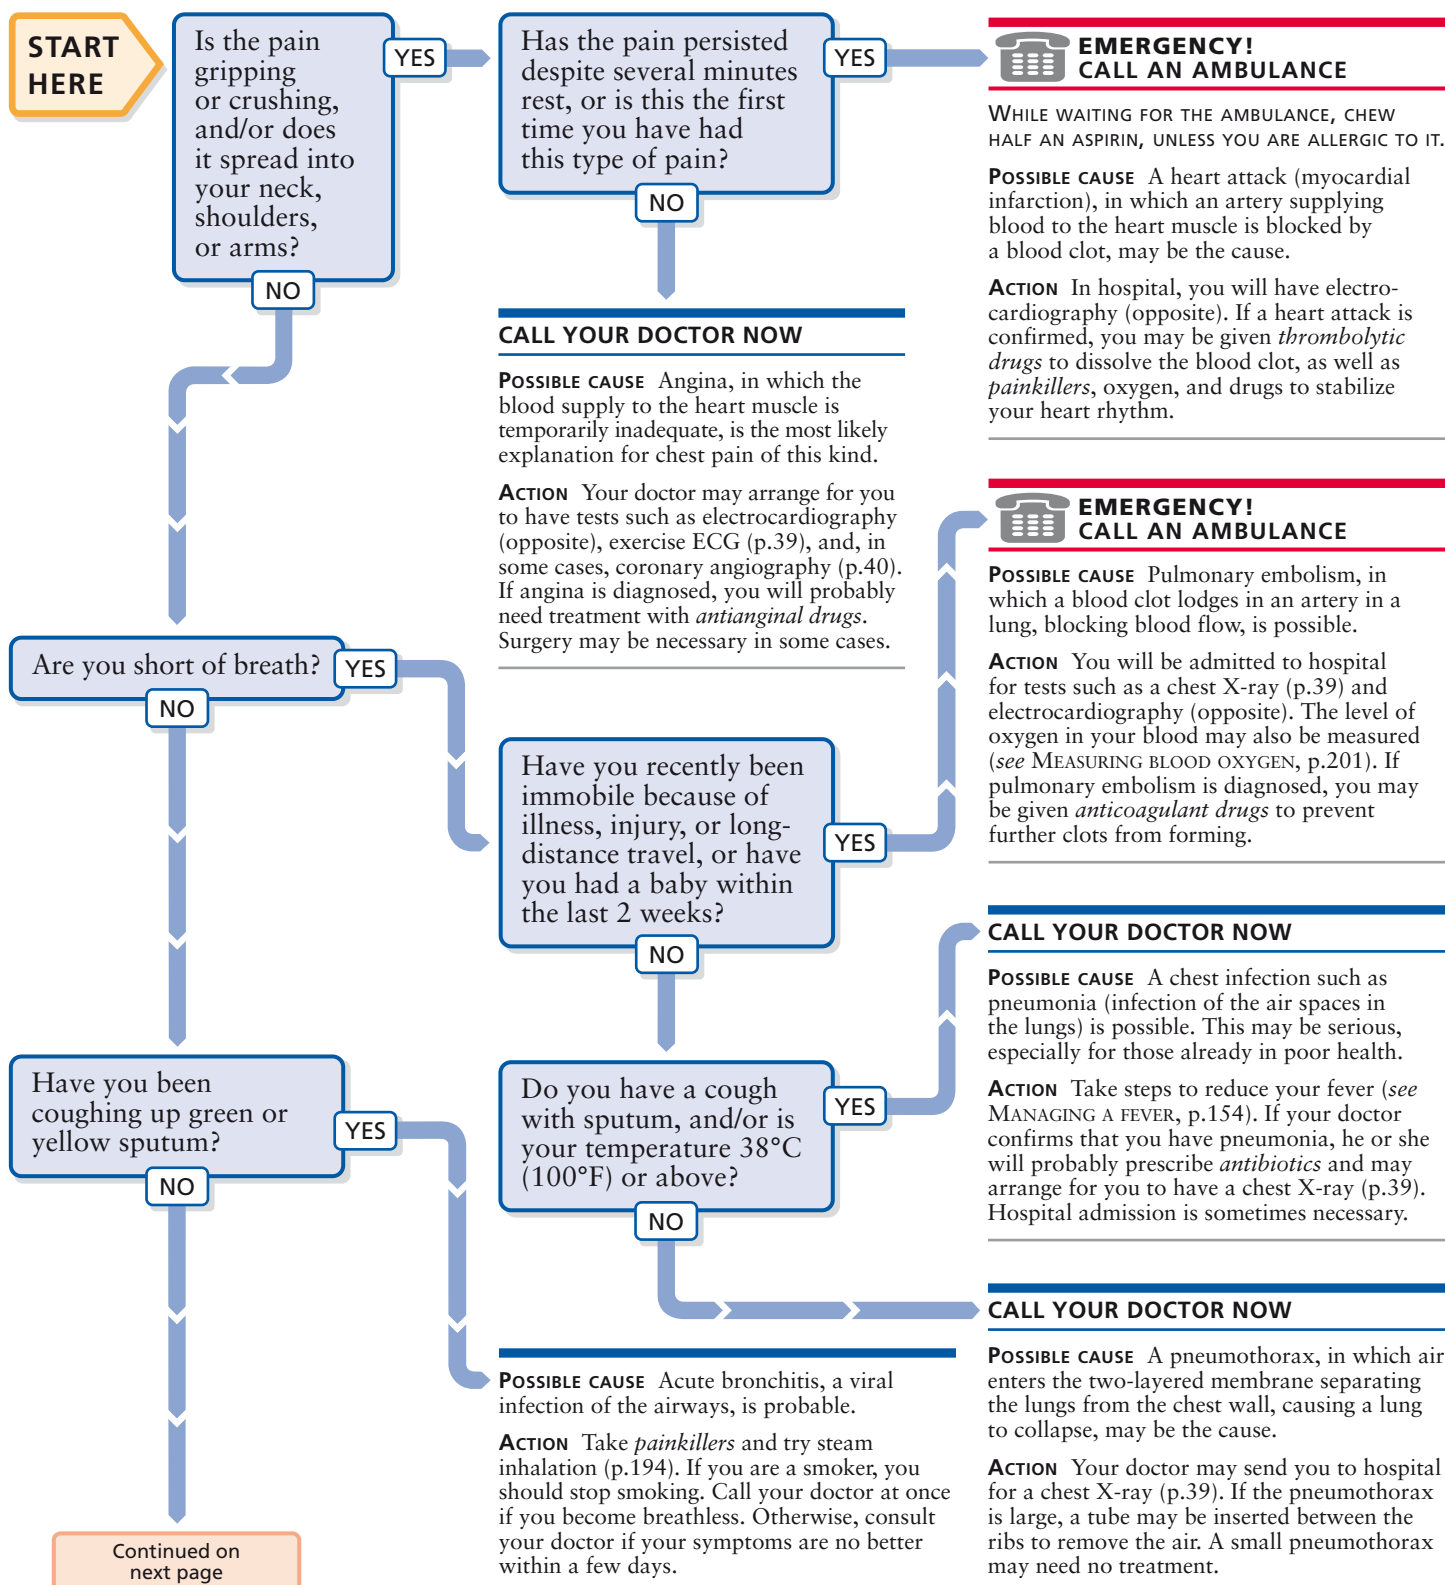 START
HERE
Is the pain
gripping
or crushing,
and/or does
it spread into
your neck,
shoulders,
or arms?
YES
NO
Has the pain persisted
despite several minutes
rest, or is this the first
time you have had
this type of pain?
YES
NO
EMERGENCY!
CALL AN AMBULANCE
WHILE WAITING FOR THE AMBULANCE, CHEW
HALF AN ASPIRIN, UNLESS YOU ARE ALLERGIC TO IT.
POSSIBLE CAUSE A heart attack (myocardial
infarction), in which an artery supplying
blood to the heart muscle is blocked by
a blood clot, may be the cause.
ACTION In hospital, you will have electro-
cardiography (opposite). If a heart attack is
confirmed, you may be given thrombolytic
drugs to dissolve the blood clot, as well as
painkillers, oxygen, and drugs to stabilize
your heart rhythm.
CALL YOUR DOCTOR NOW
POSSIBLE CAUSE Angina, in which the
blood supply to the heart muscle is
temporarily inadequate, is the most likely
explanation for chest pain of this kind.
ACTION Your doctor may arrange for you
to have tests such as electrocardiography
(opposite), exercise ECG (p.39), and, in
some cases, coronary angiography (p.40).
If angina is diagnosed, you will probably
need treatment with antianginal drugs.
Surgery may be necessary in some cases.
EMERGENCY!
CALL AN AMBULANCE
POSSIBLE CAUSE Pulmonary embolism, in
which a blood clot lodges in an artery in a
lung, blocking blood flow, is possible.
ACTION You will be admitted to hospital
for tests such as a chest X-ray (p.39) and
electrocardiography (opposite). The level of
oxygen in your blood may also be measured
(see MEASURING BLOOD OXYGEN, p.201). If
pulmonary embolism is diagnosed, you may
be given anticoagulant drugs to prevent
further clots from forming.
Are you short of breath?
YES
NO
Have you recently been
immobile because of
illness, injury, or long-
distance travel, or have
you had a baby within
the last 2 weeks?
YES
NO
CALL YOUR DOCTOR NOW
POSSIBLE CAUSE A chest infection such as
pneumonia (infection of the air spaces in
the lungs) is possible. This may be serious,
especially for those already in poor health.
ACTION Take steps to reduce your fever (see
MANAGING A FEVER, p.154). If your doctor
confirms that you have pneumonia, he or she
will probably prescribe antibiotics and may
arrange for you to have a chest X-ray (p.39).
Hospital admission is sometimes necessary.
Have you been
coughing up green or
yellow sputum?
YES
NO
Do you have a cough
with sputum, and/or is
your temperature 38°C
(100°F) or above?
YES
NO
CALL YOUR DOCTOR NOW
POSSIBLE CAUSE A pneumothorax, in which air
enters the two-layered membrane separating
the lungs from the chest wall, causing a lung
to collapse, may be the cause.
ACTION Your doctor may send you to hospital
for a chest X-ray (p.39). If the pneumothorax
is large, a tube may be inserted between the
ribs to remove the air. A small pneumothorax
may need no treatment.
POSSIBLE CAUSE Acute bronchitis, a viral
infection of the airways, is probable.
ACTION Take painkillers and try steam
inhalation (p.194). If you are a smoker, you
should stop smoking. Call your doctor at once
if you become breathless. Otherwise, consult
your doctor if your symptoms are no better
within a few days.
Continued on
next page